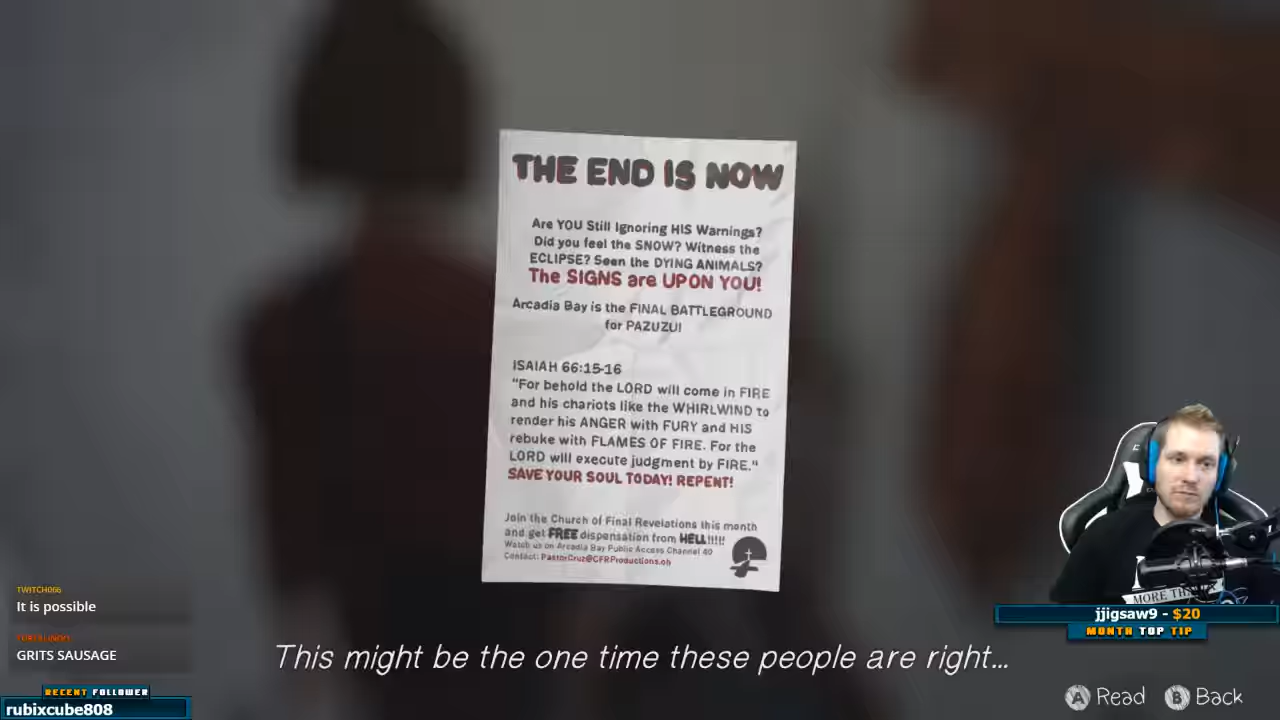 THE END IS NOW
Are YOU Still Ignoring HIS Warnings?
Did you feel the SNOW? Witness the
ECLIPSE? Seen the DYING ANIMALS?
The SIGNS are UPON YOU!
Arcadia Bay is the FINAL BATTLEGROUND
for PAZUZU!
ISAIAH 66:15-16
"For behold the LORD will come in FIRE
and his chariots like the WHIRLWIND to
render his ANGER with FURY and HIS
rebuke with FLAMES OF FIRE. For the
LORD will execute judgment by FIRE."
SAVE YOUR SOUL TODAY! REPENT!
Join the Church of Final Revelations this month
and get FREE dispensation from HELL!!!!!
Watch us on Arcadia Bay Public Access Channel 40
Contact: PastorCruz@CFRProductions.oh
TWITCH066
It is possible
GRITS SAUSAGE
RECENT FOLLOWER
rubixcube808
This might be the one time these people are right...
MORE
jjigsaw9 - $20
MONTH TOP TIP
A Read B Back